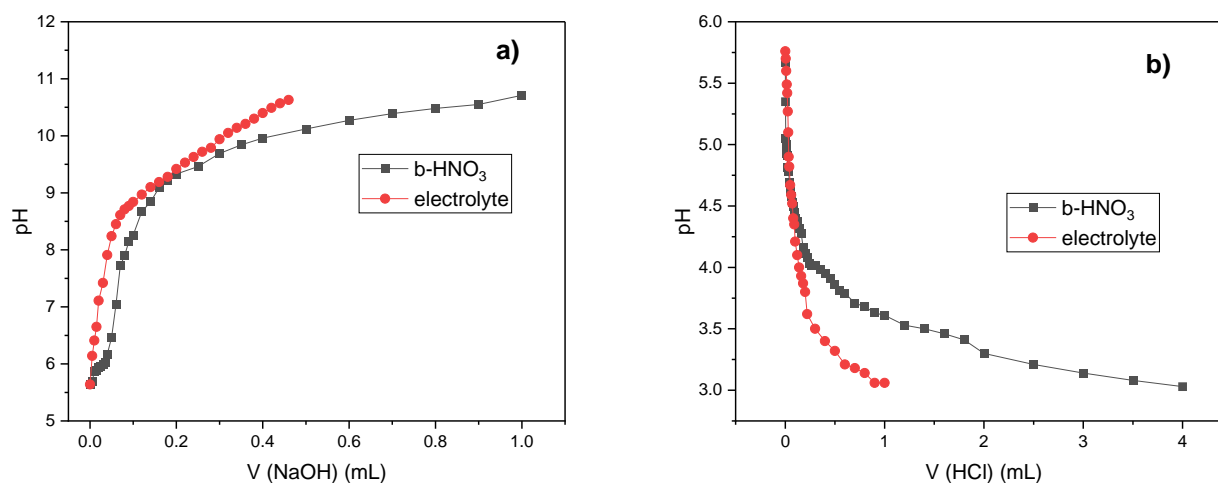 a)
12
11
10
9
8
7
6
5
pH
b-HNO₃
electrolyte
0.0 0.2 0.4 0.6 0.8 1.0
V (NaOH) (mL)
b)
6.0
5.5
5.0
4.5
4.0
3.5
3.0
pH
b-HNO₃
electrolyte
0 1 2 3 4
V (HCl) (mL)